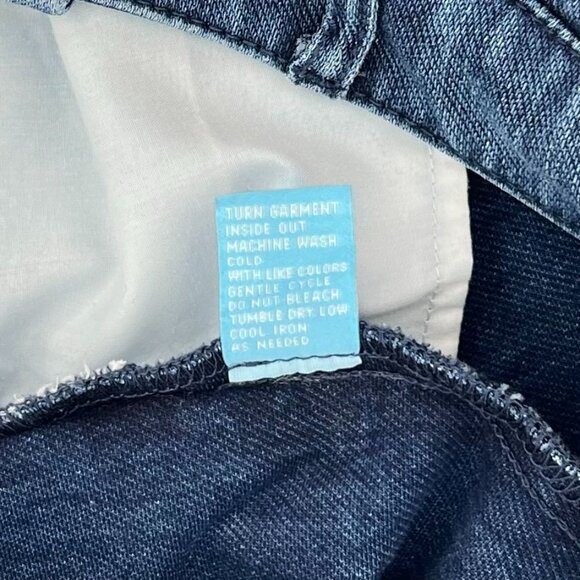 TURN GARMENT
INSIDE OUT
MACHINE WASH
COLD
WITH LIKE COLORS
GENTLE CYCLE
DO NOT BLEACH
TUMBLE DRY LOW
COOL IRON
AS NEEDED